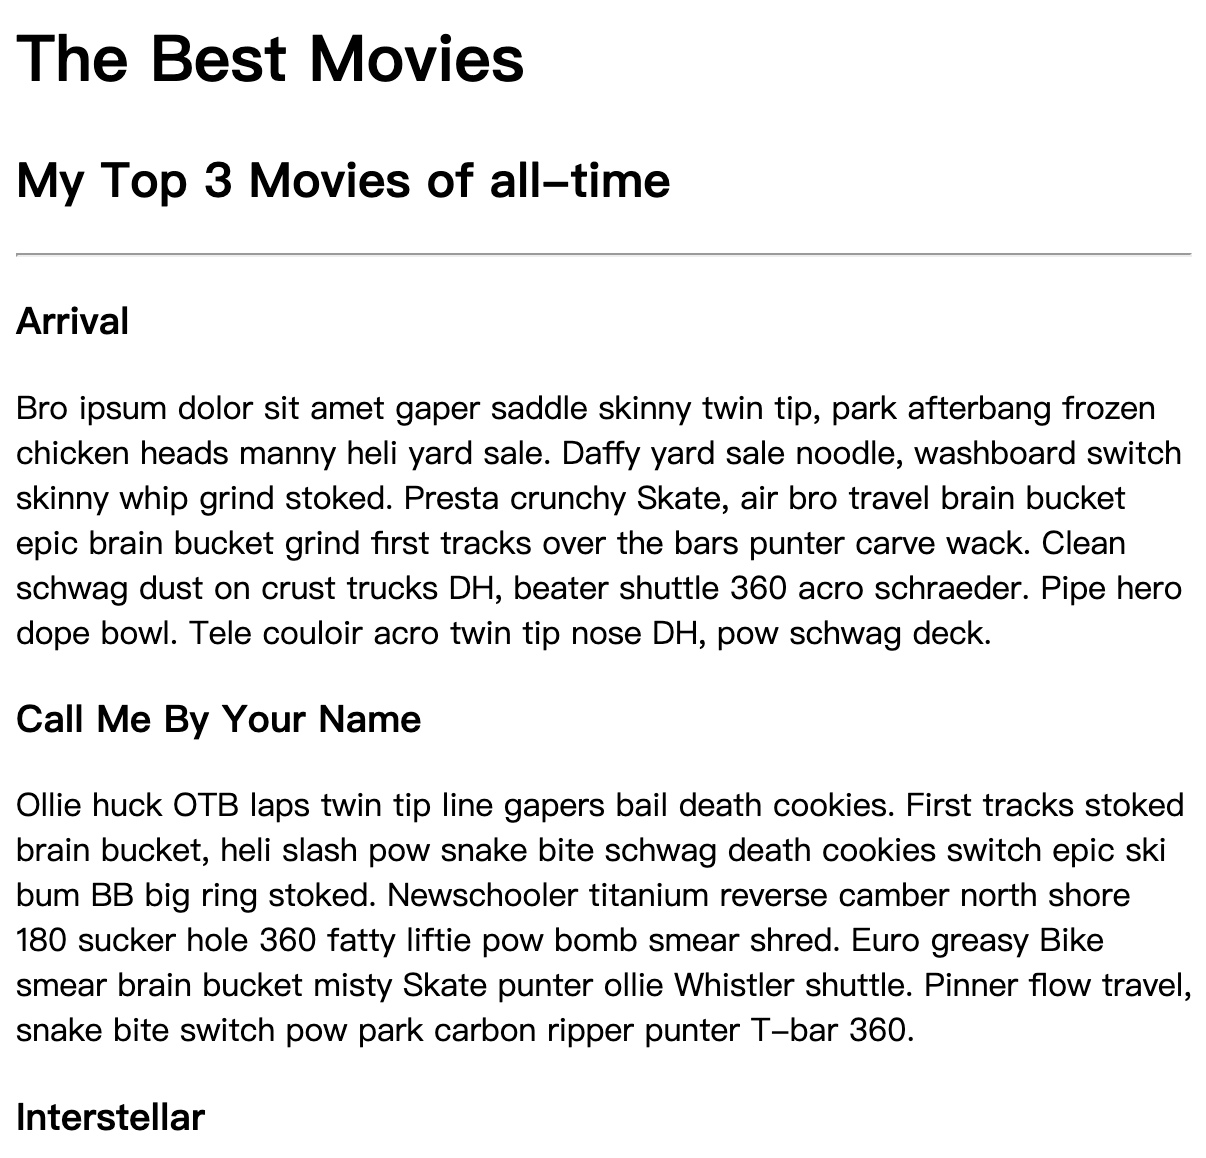 The Best Movies
My Top 3 Movies of all-time
Arrival
Bro ipsum dolor sit amet gaper saddle skinny twin tip, park afterbang frozen
chicken heads manny heli yard sale. Daffy yard sale noodle, washboard switch
skinny whip grind stoked. Presta crunchy Skate, air bro travel brain bucket
epic brain bucket grind first tracks over the bars punter carve wack. Clean
schwag dust on crust trucks DH, beater shuttle 360 acro schraeder. Pipe hero
dope bowl. Tele couloir acro twin tip nose DH, pow schwag deck.
Call Me By Your Name
Ollie huck OTB laps twin tip line gapers bail death cookies. First tracks stoked
brain bucket, heli slash pow snake bite schwag death cookies switch epic ski
bum BB big ring stoked. Newschooler titanium reverse camber north shore
180 sucker hole 360 fatty liftie pow bomb smear shred. Euro greasy Bike
smear brain bucket misty Skate punter ollie Whistler shuttle. Pinner flow travel,
snake bite switch pow park carbon ripper punter T-bar 360.
Interstellar